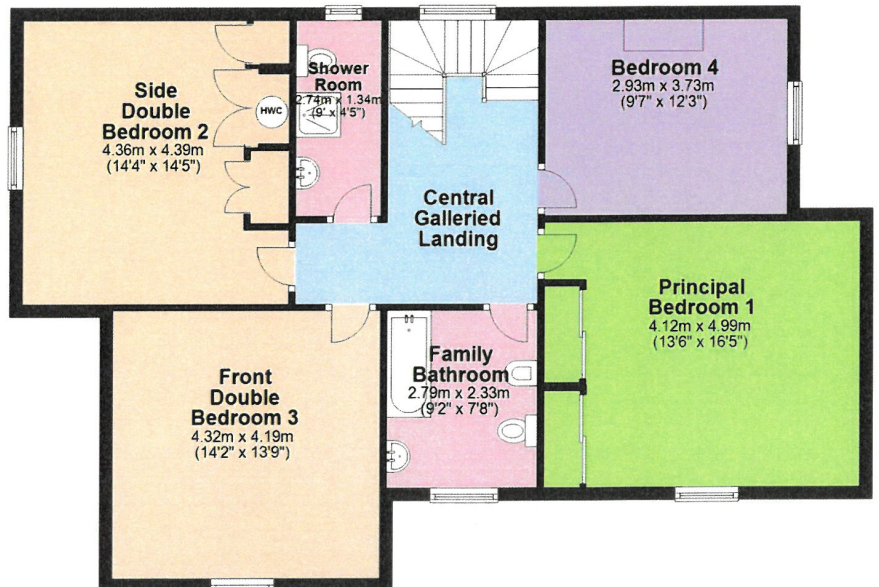 Side
Double
Bedroom 2
4.36m x 4.39m
(14'4" x 14'5")
HWC
Shower
Room
2.74m x 1.34m
(9' x 4'5")
Central
Galleried
Landing
Bedroom 4
2.93m x 3.73m
(9'7" x 12'3")
Principal
Bedroom 1
4.12m x 4.99m
(13'6" x 16'5")
Front
Double
Bedroom 3
4.32m x 4.19m
(14'2" x 13'9")
Family
Bathroom
2.79m x 2.33m
(9'2" x 7'8")